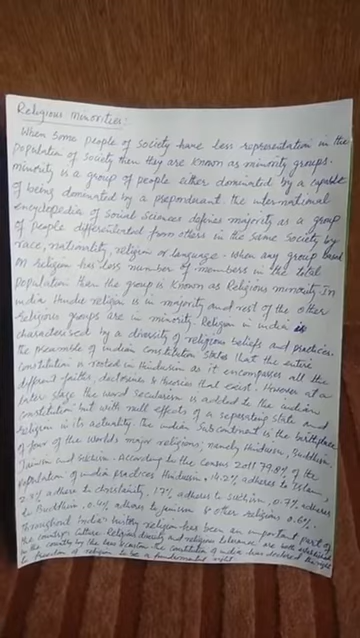 Religious Minorities:
When some people of society have less representation in the
population of society then they are known as minority groups.
minority is a group of people either dominated by a capable
of being dominated by a preponderant. the international
encyclopedia of social sciences defines majority as a group
of people differentiated from others in the same society by
race, nationality, religion or language. when any group based
on religion has less number of members in the total
population then the group is known as Religious minority. In
india Hindu religion is in majority and rest of the other
religious groups are in minority. Religion in india is
characterised by a diversity of religious beliefs and practices.
the preamble of indian constitution states that the entire
constitution is rooted in Hinduism as it encompasses all the
different faiths, doctrines & theories that exist. However at a
later stage the word secularism is added to the indian
constitution but with null effects of a separating state and
religion in its actuality. the indian Subcontinent is the birthplace
of four of the world's major religions; namely Hinduism, Buddhism,
Jainism and Sikhism. According to the Census 2011 79.8% of the
population of india practices Hinduism, 14.2% adheres to Islam,
2.3% adhere to christianity, 1.7% adheres to sikhism, 0.7% adheres
to Buddhism, 0.4% adhere to jainism & other religions, 0.6%.
throughout India's history religion has been an important part of
the country's culture. Religious diversity and religious tolerance are both established
in the country by the law & custom. the constitution of india has declared the right
to freedom of religion to be a fundamental right